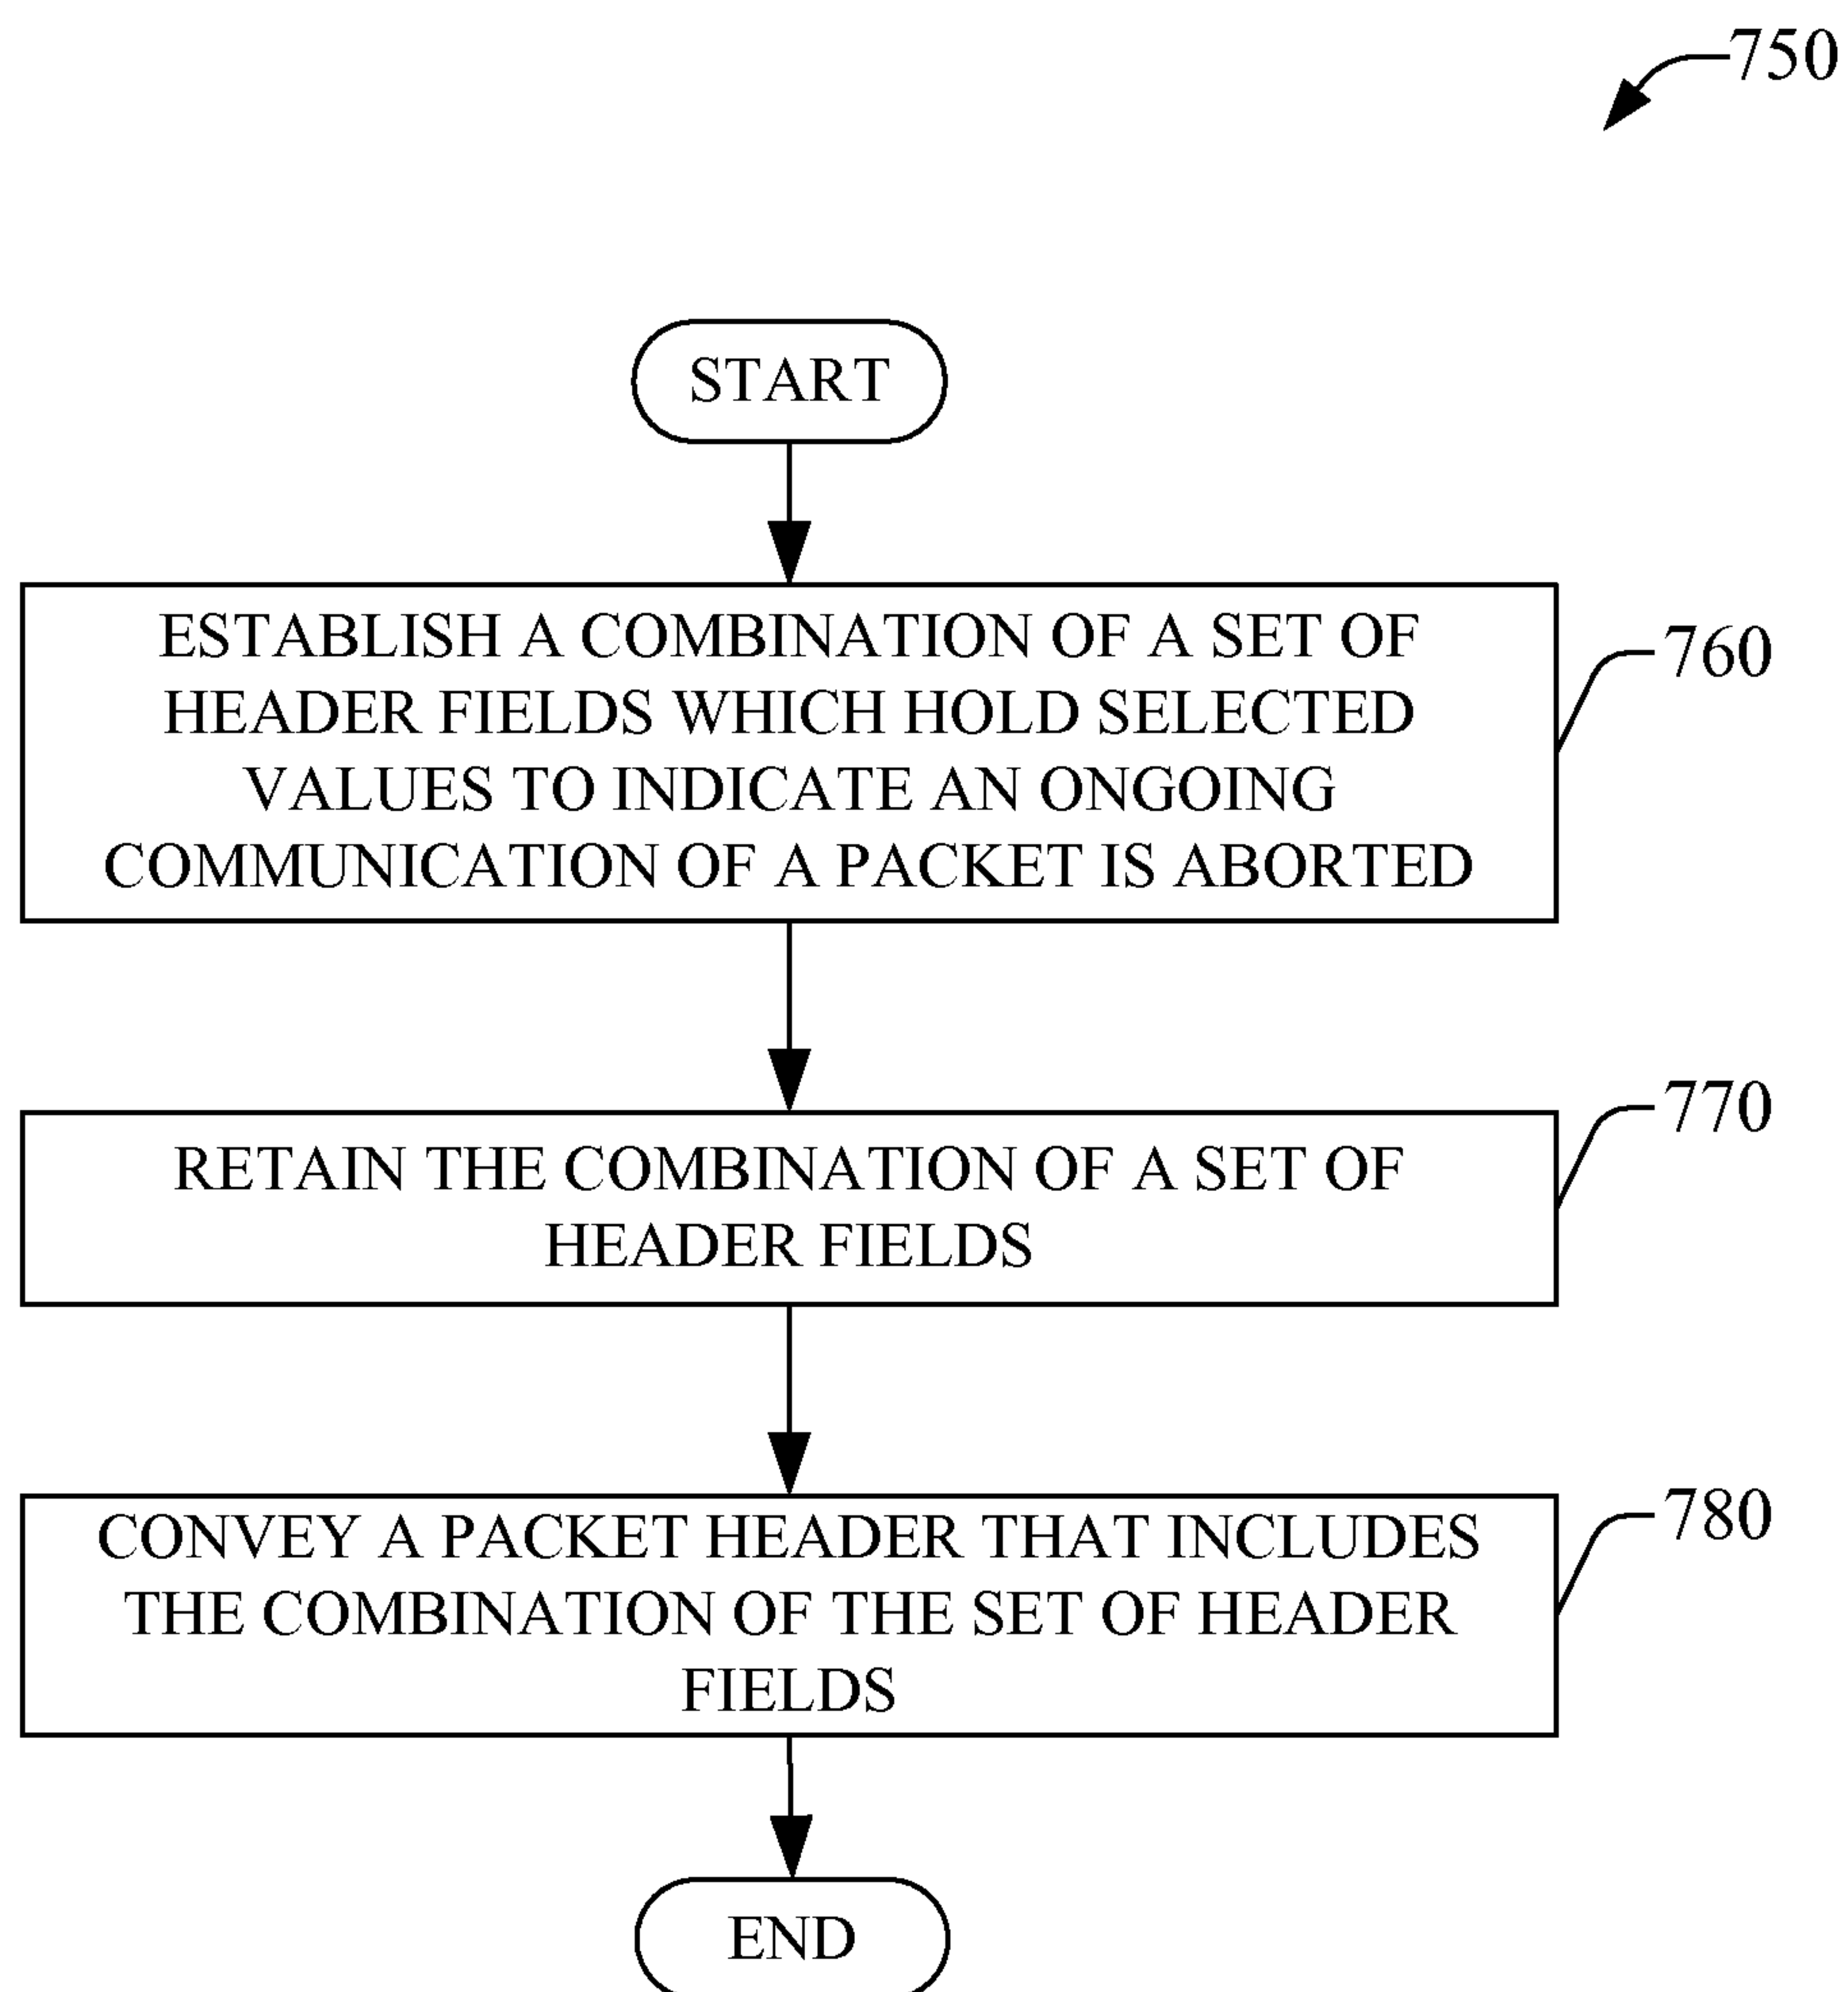 750
START
ESTABLISH A COMBINATION OF A SET OF
HEADER FIELDS WHICH HOLD SELECTED
VALUES TO INDICATE AN ONGOING
COMMUNICATION OF A PACKET IS ABORTED
760
RETAIN THE COMBINATION OF A SET OF
HEADER FIELDS
770
CONVEY A PACKET HEADER THAT INCLUDES
THE COMBINATION OF THE SET OF HEADER
FIELDS
780
END